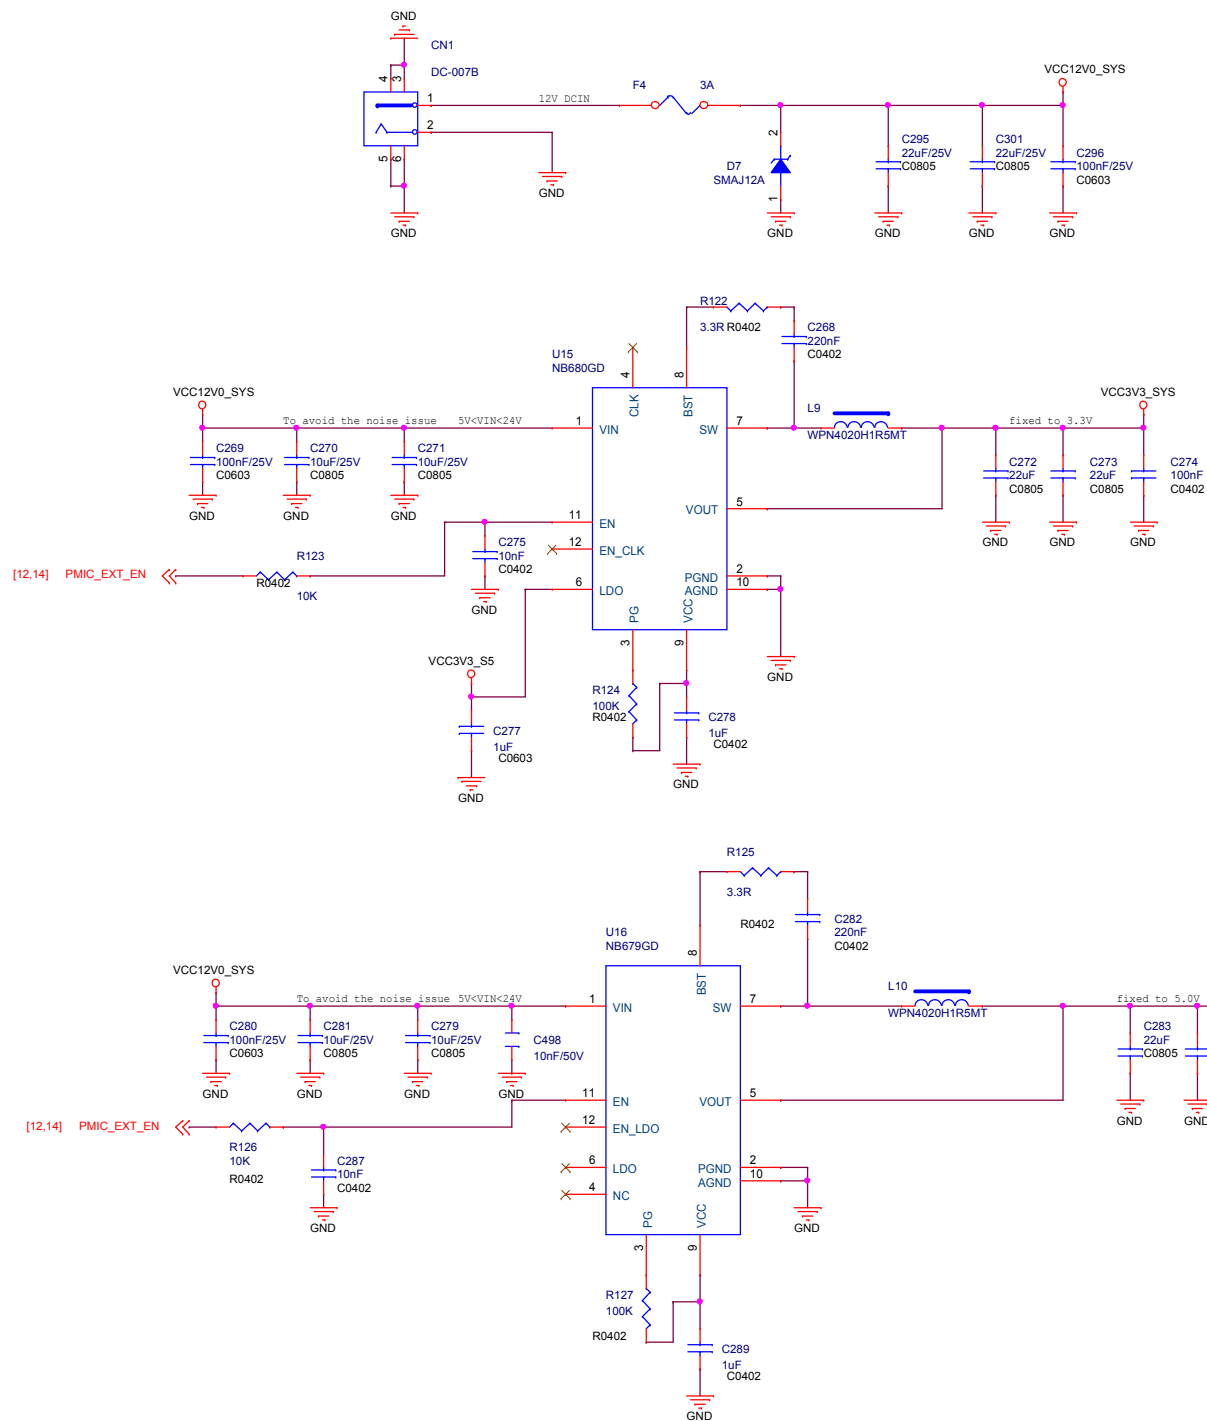 GND
CN1
DC-007B
4
3
1
2
5
6
12V DCIN
GND
GND
F4
3A
VCC12V0_SYS
2
D7
SMAJ12A
1
GND
C295
22uF/25V
C0805
GND
C301
22uF/25V
C0805
GND
C296
100nF/25V
C0603
GND
R122
3.3R R0402
C268
220nF
C0402
U15
NB680GD
4
CLK
8
BST
VCC12V0_SYS
To avoid the noise issue 5V<VIN<24V
1
VIN
SW
7
L9
WPN4020H1R5MT
fixed to 3.3V
VCC3V3_SYS
C269
100nF/25V
C0603
GND
C270
10uF/25V
C0805
GND
C271
10uF/25V
C0805
GND
VOUT
5
C272
22uF
C0805
GND
C273
22uF
C0805
GND
C274
100nF
C0402
GND
11
EN
12
EN_CLK
6
LDO
C275
10nF
C0402
GND
[12,14] PMIC_EXT_EN
R123
R0402
10K
PGND
2
AGND
10
GND
PG
3
VCC
9
VCC3V3_S5
C277
1uF
C0603
GND
R124
100K
R0402
C278
1uF
C0402
GND
R125
3.3R
R0402
C282
220nF
C0402
U16
NB679GD
8
BST
VCC12V0_SYS
To avoid the noise issue 5V<VIN<24V
1
VIN
SW
7
L10
WPN4020H1R5MT
fixed to 5.0V
C280
100nF/25V
C0603
GND
C281
10uF/25V
C0805
GND
C279
10uF/25V
C0805
GND
C498
10nF/50V
GND
C283
22uF
C0805
GND
GND
11
EN
VOUT
5
12
EN_LDO
6
LDO
4
NC
[12,14] PMIC_EXT_EN
R126
10K
R0402
C287
10nF
C0402
GND
PGND
2
AGND
10
GND
PG
3
VCC
9
R127
100K
R0402
C289
1uF
C0402
GND